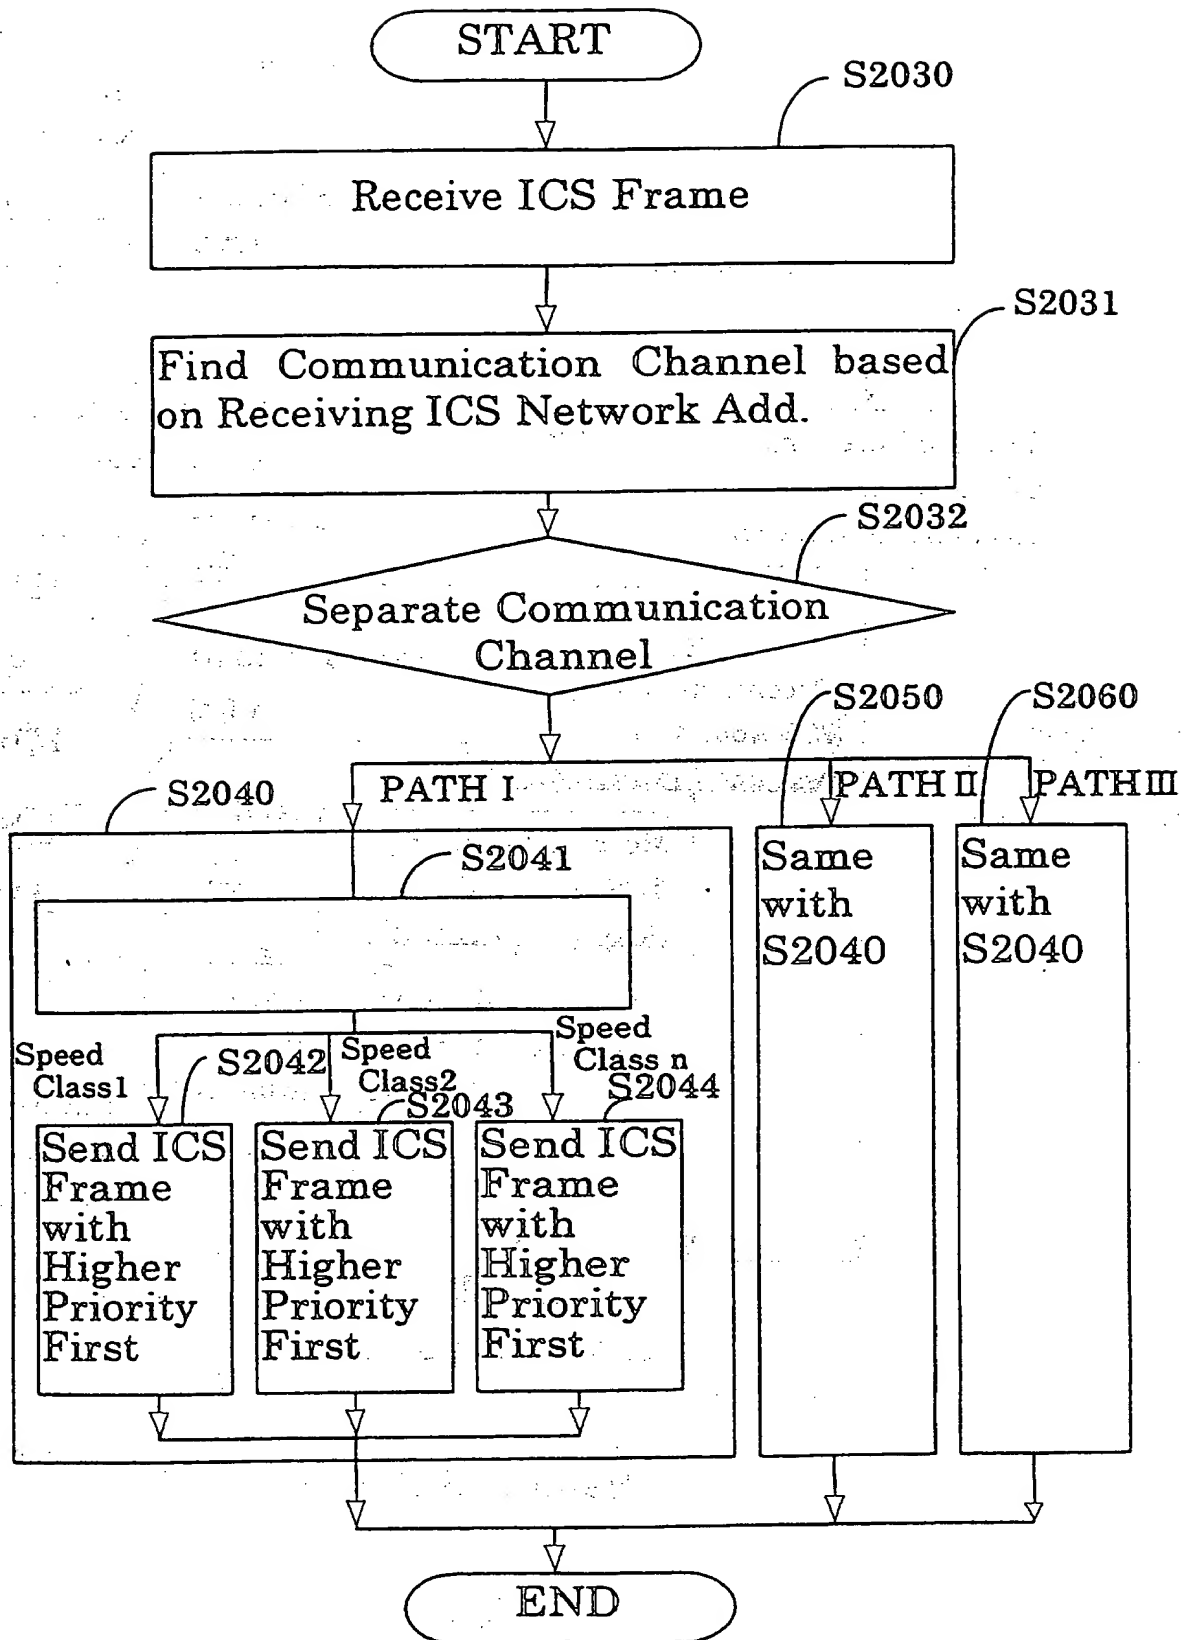 START
S2030
Receive ICS Frame
S2031
Find Communication Channel based
on Receiving ICS Network Add.
S2032
Separate Communication
Channel
S2050
S2060
S2040
PATH I
PATH II
PATH III
S2041
Same
with
S2040
Same
with
S2040
Speed
Class1
S2042
Speed
Class2
S2043
Speed
Class n
S2044
Send ICS
Frame
with
Higher
Priority
First
Send ICS
Frame
with
Higher
Priority
First
Send ICS
Frame
with
Higher
Priority
First
END